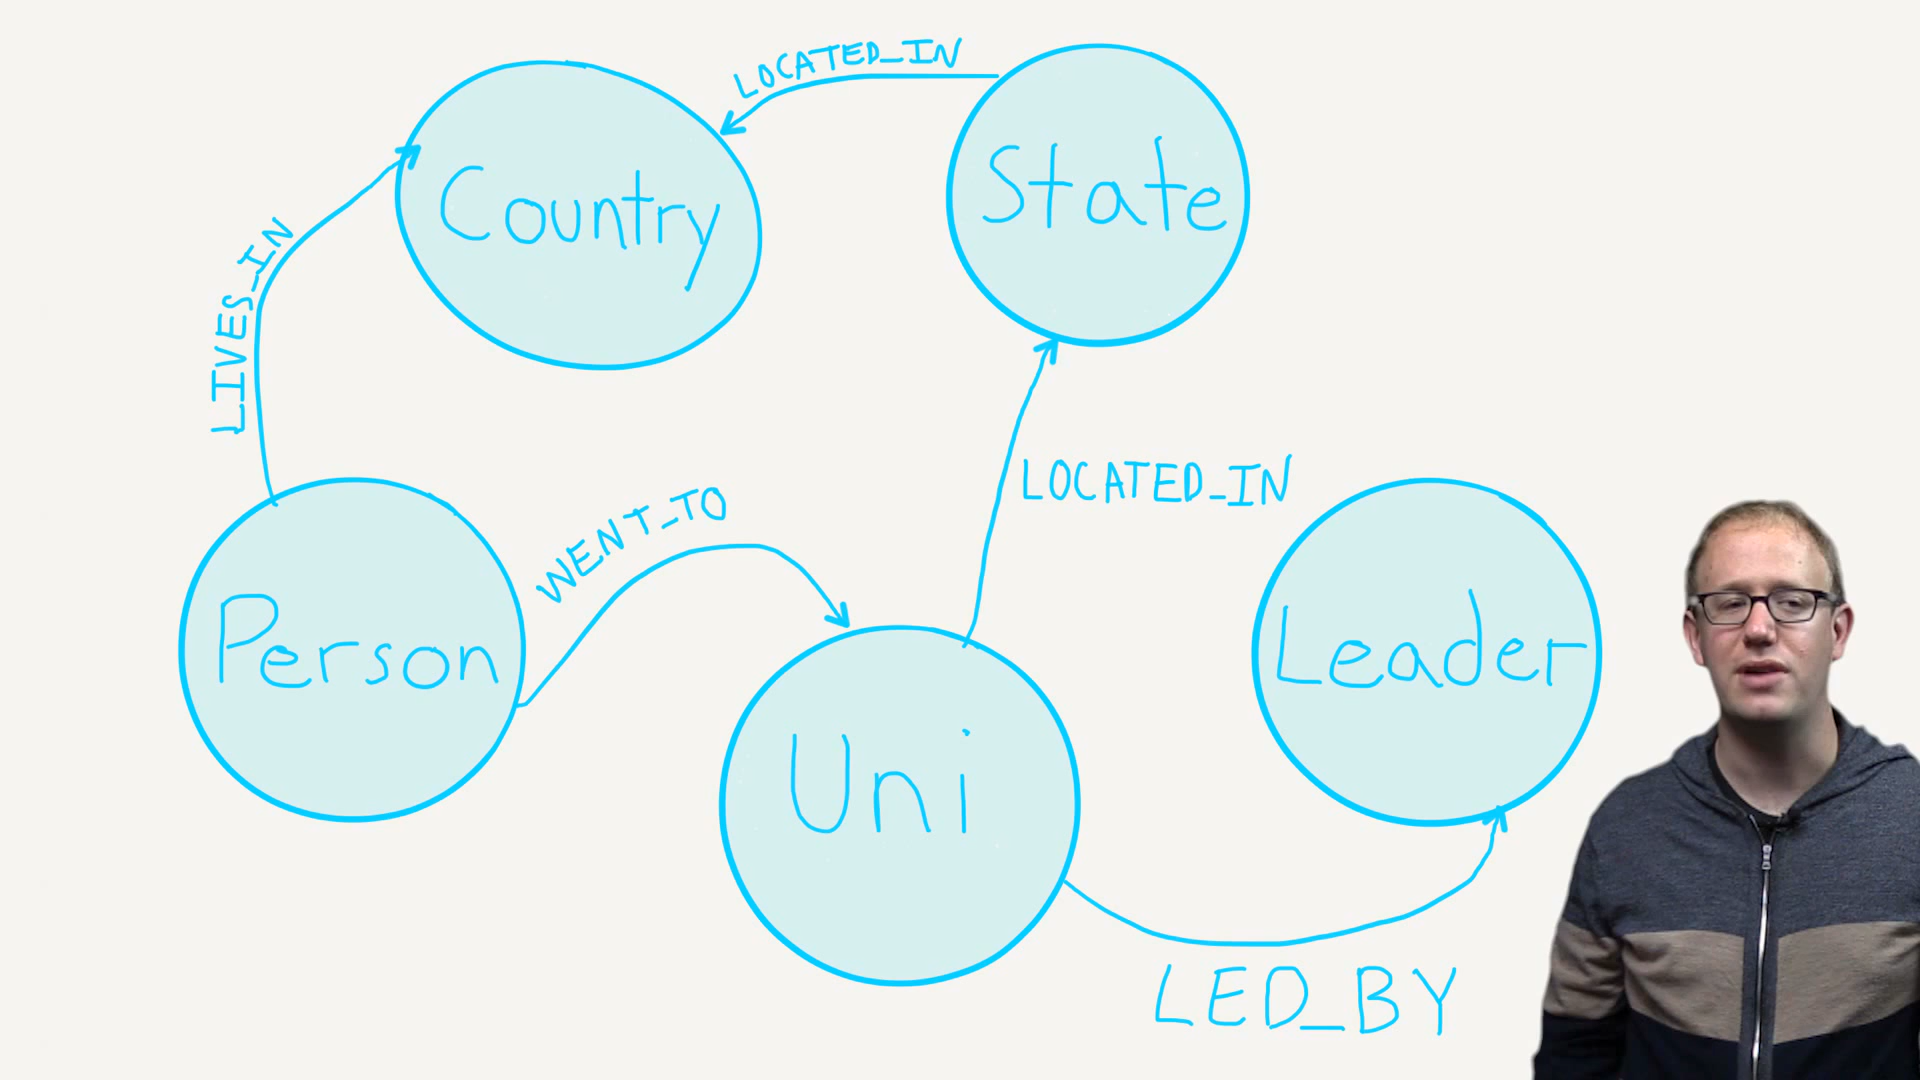 LOCATED_IN
Country
State
LIVES_IN
LOCATED_IN
WENT_TO
Person
Leader
Uni
LED_BY